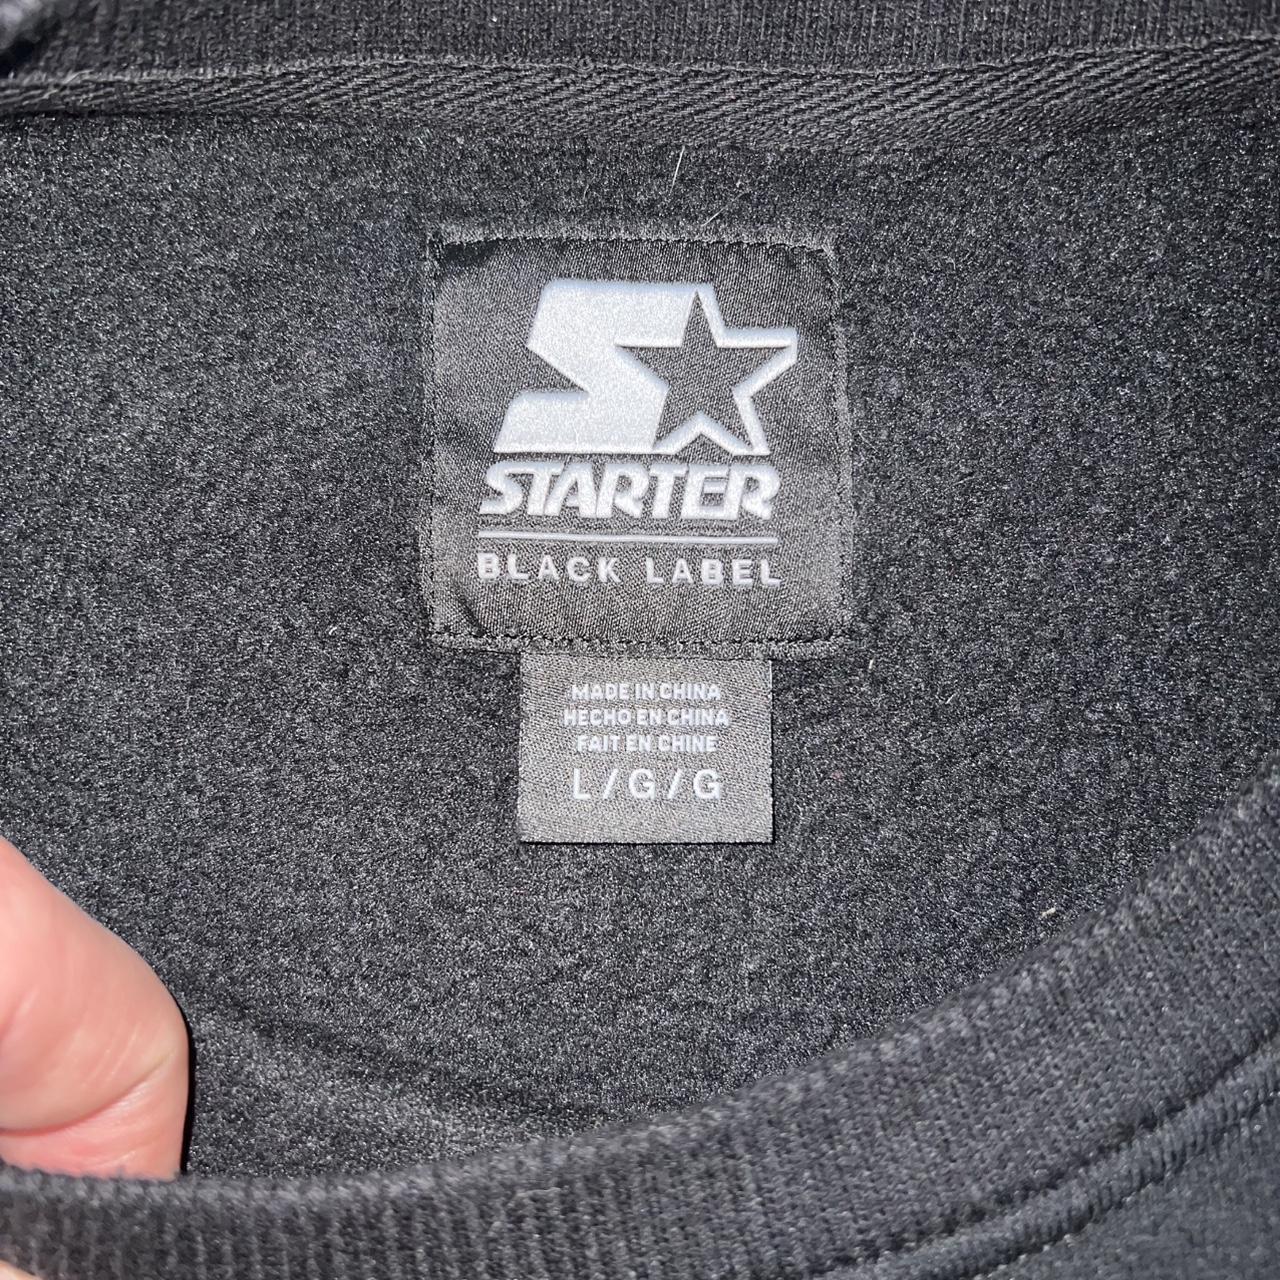 STARTER
BLACK LABEL
MADE IN CHINA
HECHO EN CHINA
FAIT EN CHINE
L/G/G